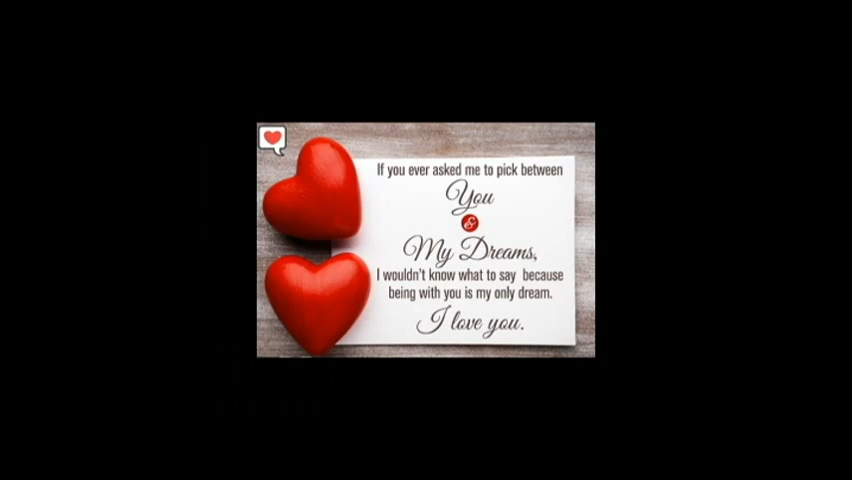 If you ever asked me to pick between
You
&
My Dreams,
I wouldn't know what to say because
being with you is my only dream.
I love you.